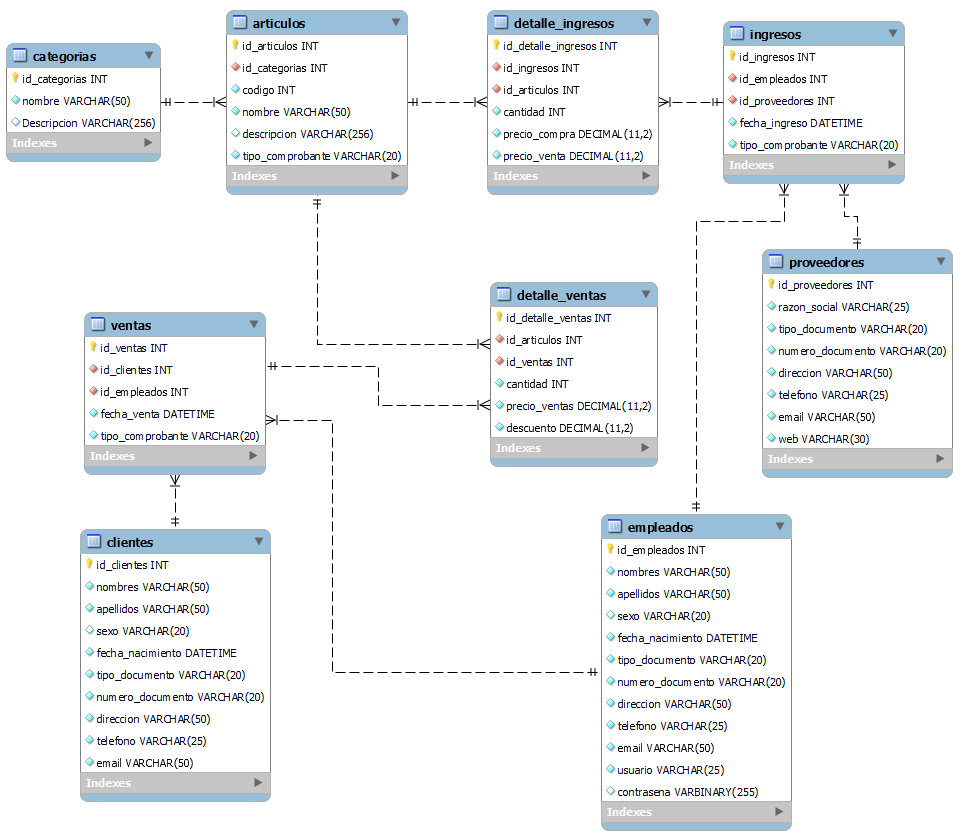 categorias
id_categorias INT
nombre VARCHAR(50)
Descripcion VARCHAR(256)
Indexes
articulos
id_articulos INT
id_categorias INT
codigo INT
nombre VARCHAR(50)
descripcion VARCHAR(256)
tipo_comprobante VARCHAR(20)
Indexes
detalle_ingresos
id_detalle_ingresos INT
id_ingresos INT
id_articulos INT
cantidad INT
precio_compra DECIMAL(11,2)
precio_venta DECIMAL(11,2)
Indexes
ingresos
id_ingresos INT
id_empleados INT
id_proveedores INT
fecha_ingreso DATETIME
tipo_comprobante VARCHAR(20)
Indexes
proveedores
id_proveedores INT
razon_social VARCHAR(25)
tipo_documento VARCHAR(20)
numero_documento VARCHAR(20)
direccion VARCHAR(50)
telefono VARCHAR(25)
email VARCHAR(50)
web VARCHAR(30)
Indexes
detalle_ventas
id_detalle_ventas INT
id_articulos INT
id_ventas INT
cantidad INT
precio_ventas DECIMAL(11,2)
descuento DECIMAL(11,2)
Indexes
ventas
id_ventas INT
id_clientes INT
id_empleados INT
fecha_venta DATETIME
tipo_comprobante VARCHAR(20)
Indexes
clientes
id_clientes INT
nombres VARCHAR(50)
apellidos VARCHAR(50)
sexo VARCHAR(20)
fecha_nacimiento DATETIME
tipo_documento VARCHAR(20)
numero_documento VARCHAR(20)
direccion VARCHAR(50)
telefono VARCHAR(25)
email VARCHAR(50)
Indexes
empleados
id_empleados INT
nombres VARCHAR(50)
apellidos VARCHAR(50)
sexo VARCHAR(20)
fecha_nacimiento DATETIME
tipo_documento VARCHAR(20)
numero_documento VARCHAR(20)
direccion VARCHAR(50)
telefono VARCHAR(25)
email VARCHAR(50)
usuario VARCHAR(25)
contrasena VARBINARY(255)
Indexes